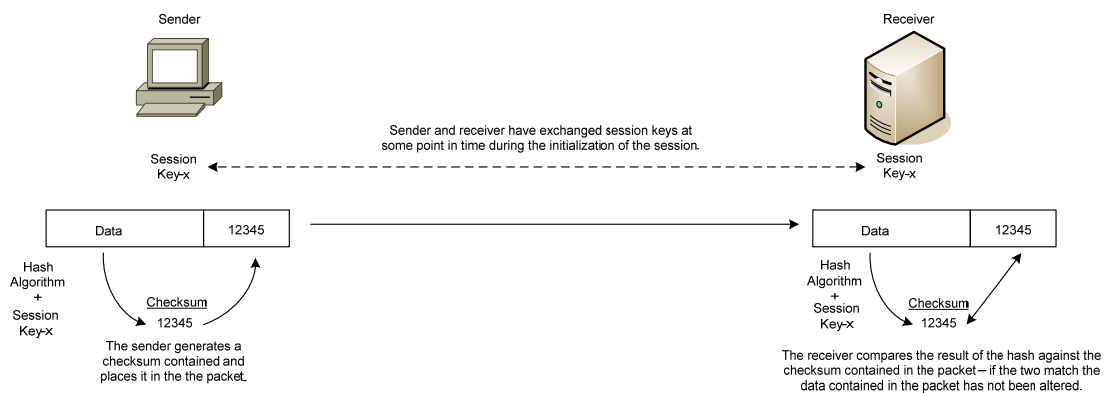 Sender
Receiver
Sender and receiver have exchanged session keys at
some point in time during the initialization of the session.
Session
Key-x
Session
Key-x
Data
12345
Data
12345
Hash
Algorithm
+
Session
Key-x
Checksum
12345
The sender generates a
checksum contained and
places it in the the packet.
Hash
Algorithm
+
Session
Key-x
Checksum
12345
The receiver compares the result of the hash against the
checksum contained in the packet – if the two match the
data contained in the packet has not been altered.